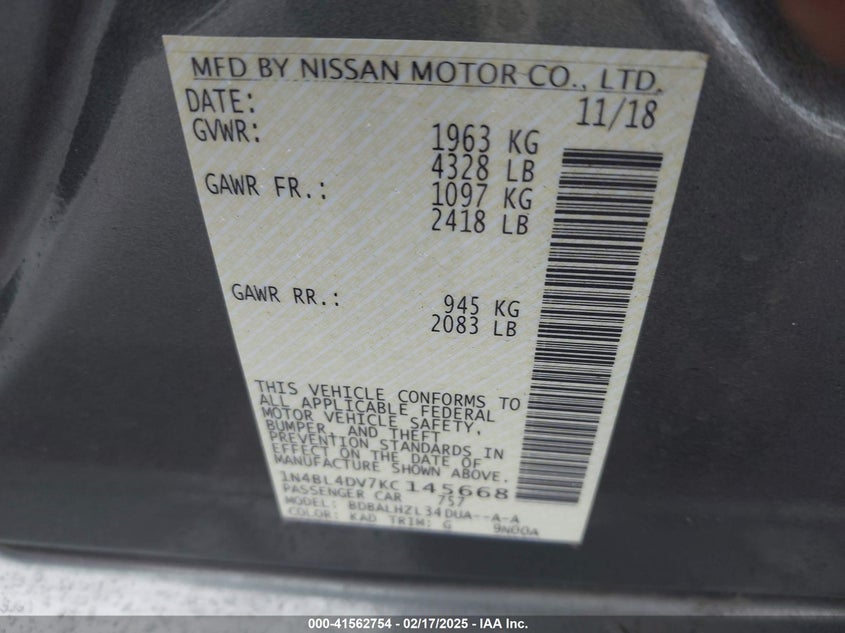 MFD BY NISSAN MOTOR CO., LTD.
DATE: 11/18
GVWR: 1963 KG
4328 LB
GAWR FR.: 1097 KG
2418 LB
GAWR RR.: 945 KG
2083 LB
THIS VEHICLE CONFORMS TO
ALL APPLICABLE FEDERAL
MOTOR VEHICLE SAFETY,
BUMPER, AND THEFT
PREVENTION STANDARDS IN
EFFECT ON THE DATE OF
MANUFACTURE SHOWN ABOVE.
1N4BL4DV7KC145668
PASSENGER CAR 757
MODEL: BDBALHZL34DUA--A-A
COLOR: KAD TRIM: G 9N00A
000-41562754 — 02/17/2025 — IAA Inc.